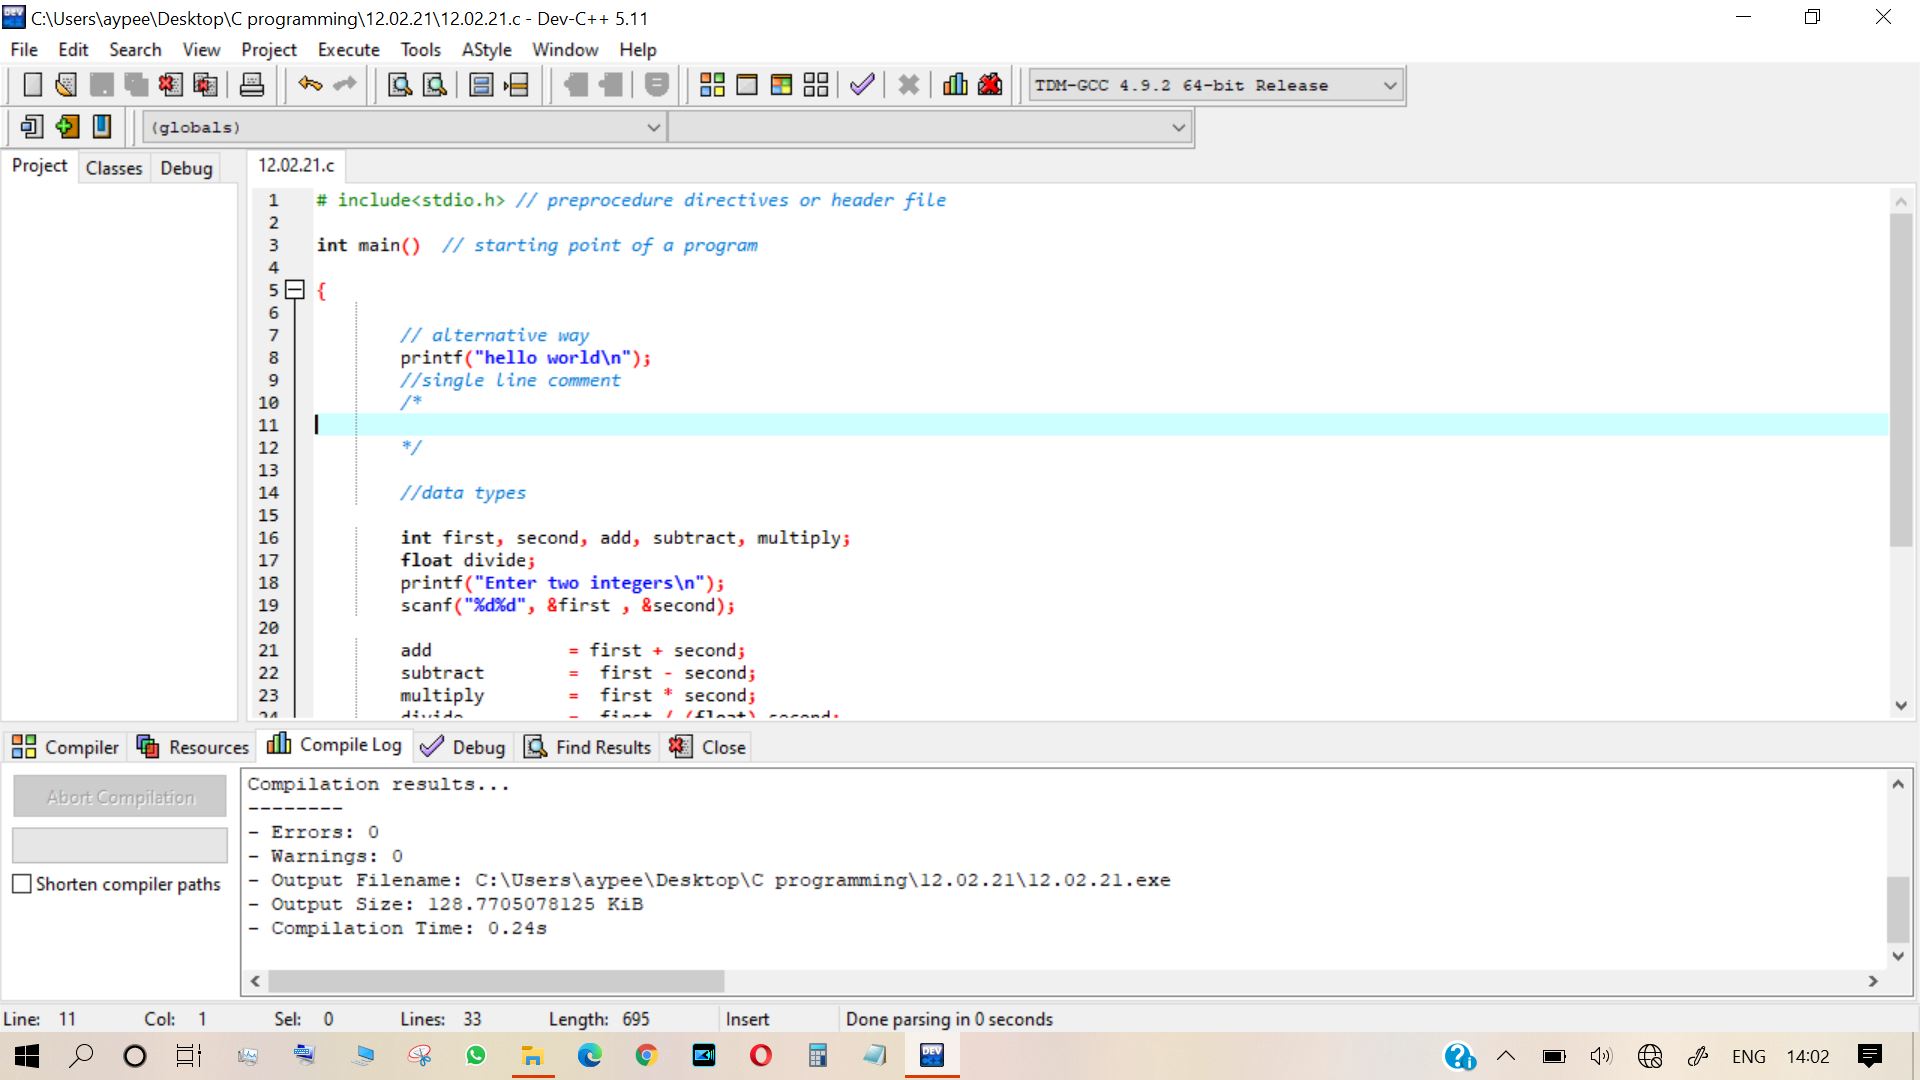 C:\Users\aypee\Desktop\C programming\12.02.21\12.02.21.c - Dev-C++ 5.11
File Edit Search View Project Execute Tools AStyle Window Help
TDM-GCC 4.9.2 64-bit Release
(globals)
Project Classes Debug 12.02.21.c
1 # include<stdio.h> // preprocedure directives or header file
2
3 int main() // starting point of a program
4
5 {
6
7 // alternative way
8 printf("hello world\n");
9 //single line comment
10 /*
11
12 */
13
14 //data types
15
16 int first, second, add, subtract, multiply;
17 float divide;
18 printf("Enter two integers\n");
19 scanf("%d%d", &first , &second);
20
21 add = first + second;
22 subtract = first - second;
23 multiply = first * second;
24 divide = first / (float) second;
Compiler Resources Compile Log Debug Find Results Close
Abort Compilation
Shorten compiler paths
Compilation results...
--------
- Errors: 0
- Warnings: 0
- Output Filename: C:\Users\aypee\Desktop\C programming\12.02.21\12.02.21.exe
- Output Size: 128.7705078125 KiB
- Compilation Time: 0.24s
Line: 11 Col: 1 Sel: 0 Lines: 33 Length: 695 Insert Done parsing in 0 seconds
DEV
ENG 14:02